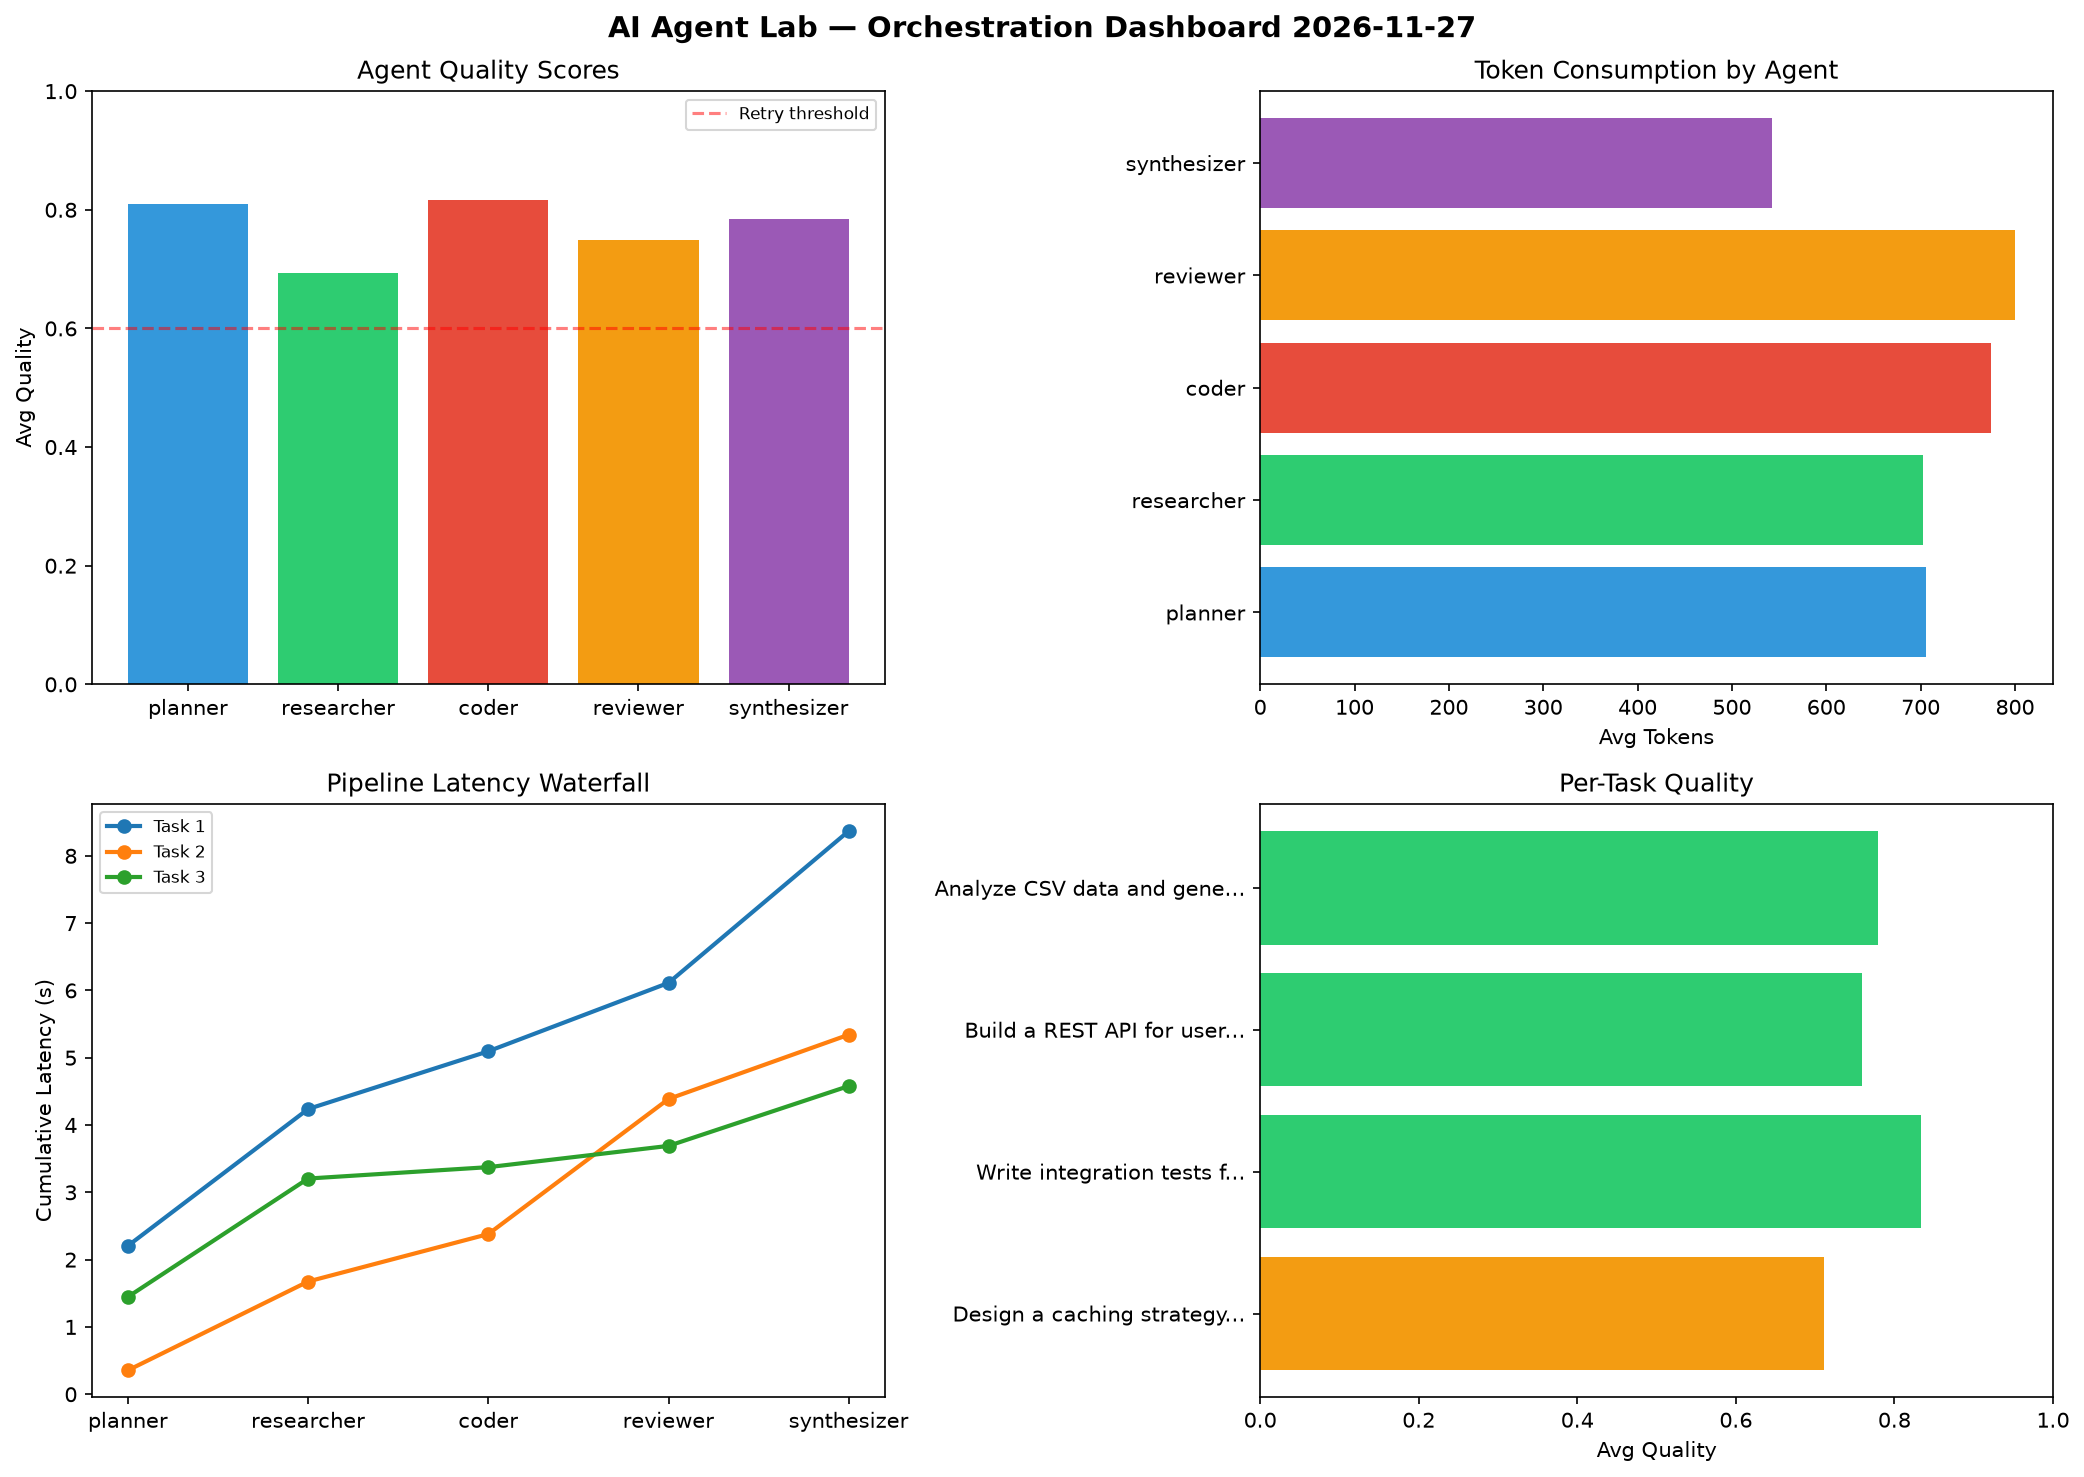 AI Agent Lab — Orchestration Dashboard 2026-11-27
Agent Quality Scores
Retry threshold
Avg Quality
1.0
0.8
0.6
0.4
0.2
0.0
planner researcher coder reviewer synthesizer
Token Consumption by Agent
synthesizer
reviewer
coder
researcher
planner
0 100 200 300 400 500 600 700 800
Avg Tokens
Pipeline Latency Waterfall
Task 1
Task 2
Task 3
Cumulative Latency (s)
8
7
6
5
4
3
2
1
0
planner researcher coder reviewer synthesizer
Per-Task Quality
Analyze CSV data and gene...
Build a REST API for user...
Write integration tests f...
Design a caching strategy...
0.0 0.2 0.4 0.6 0.8 1.0
Avg Quality